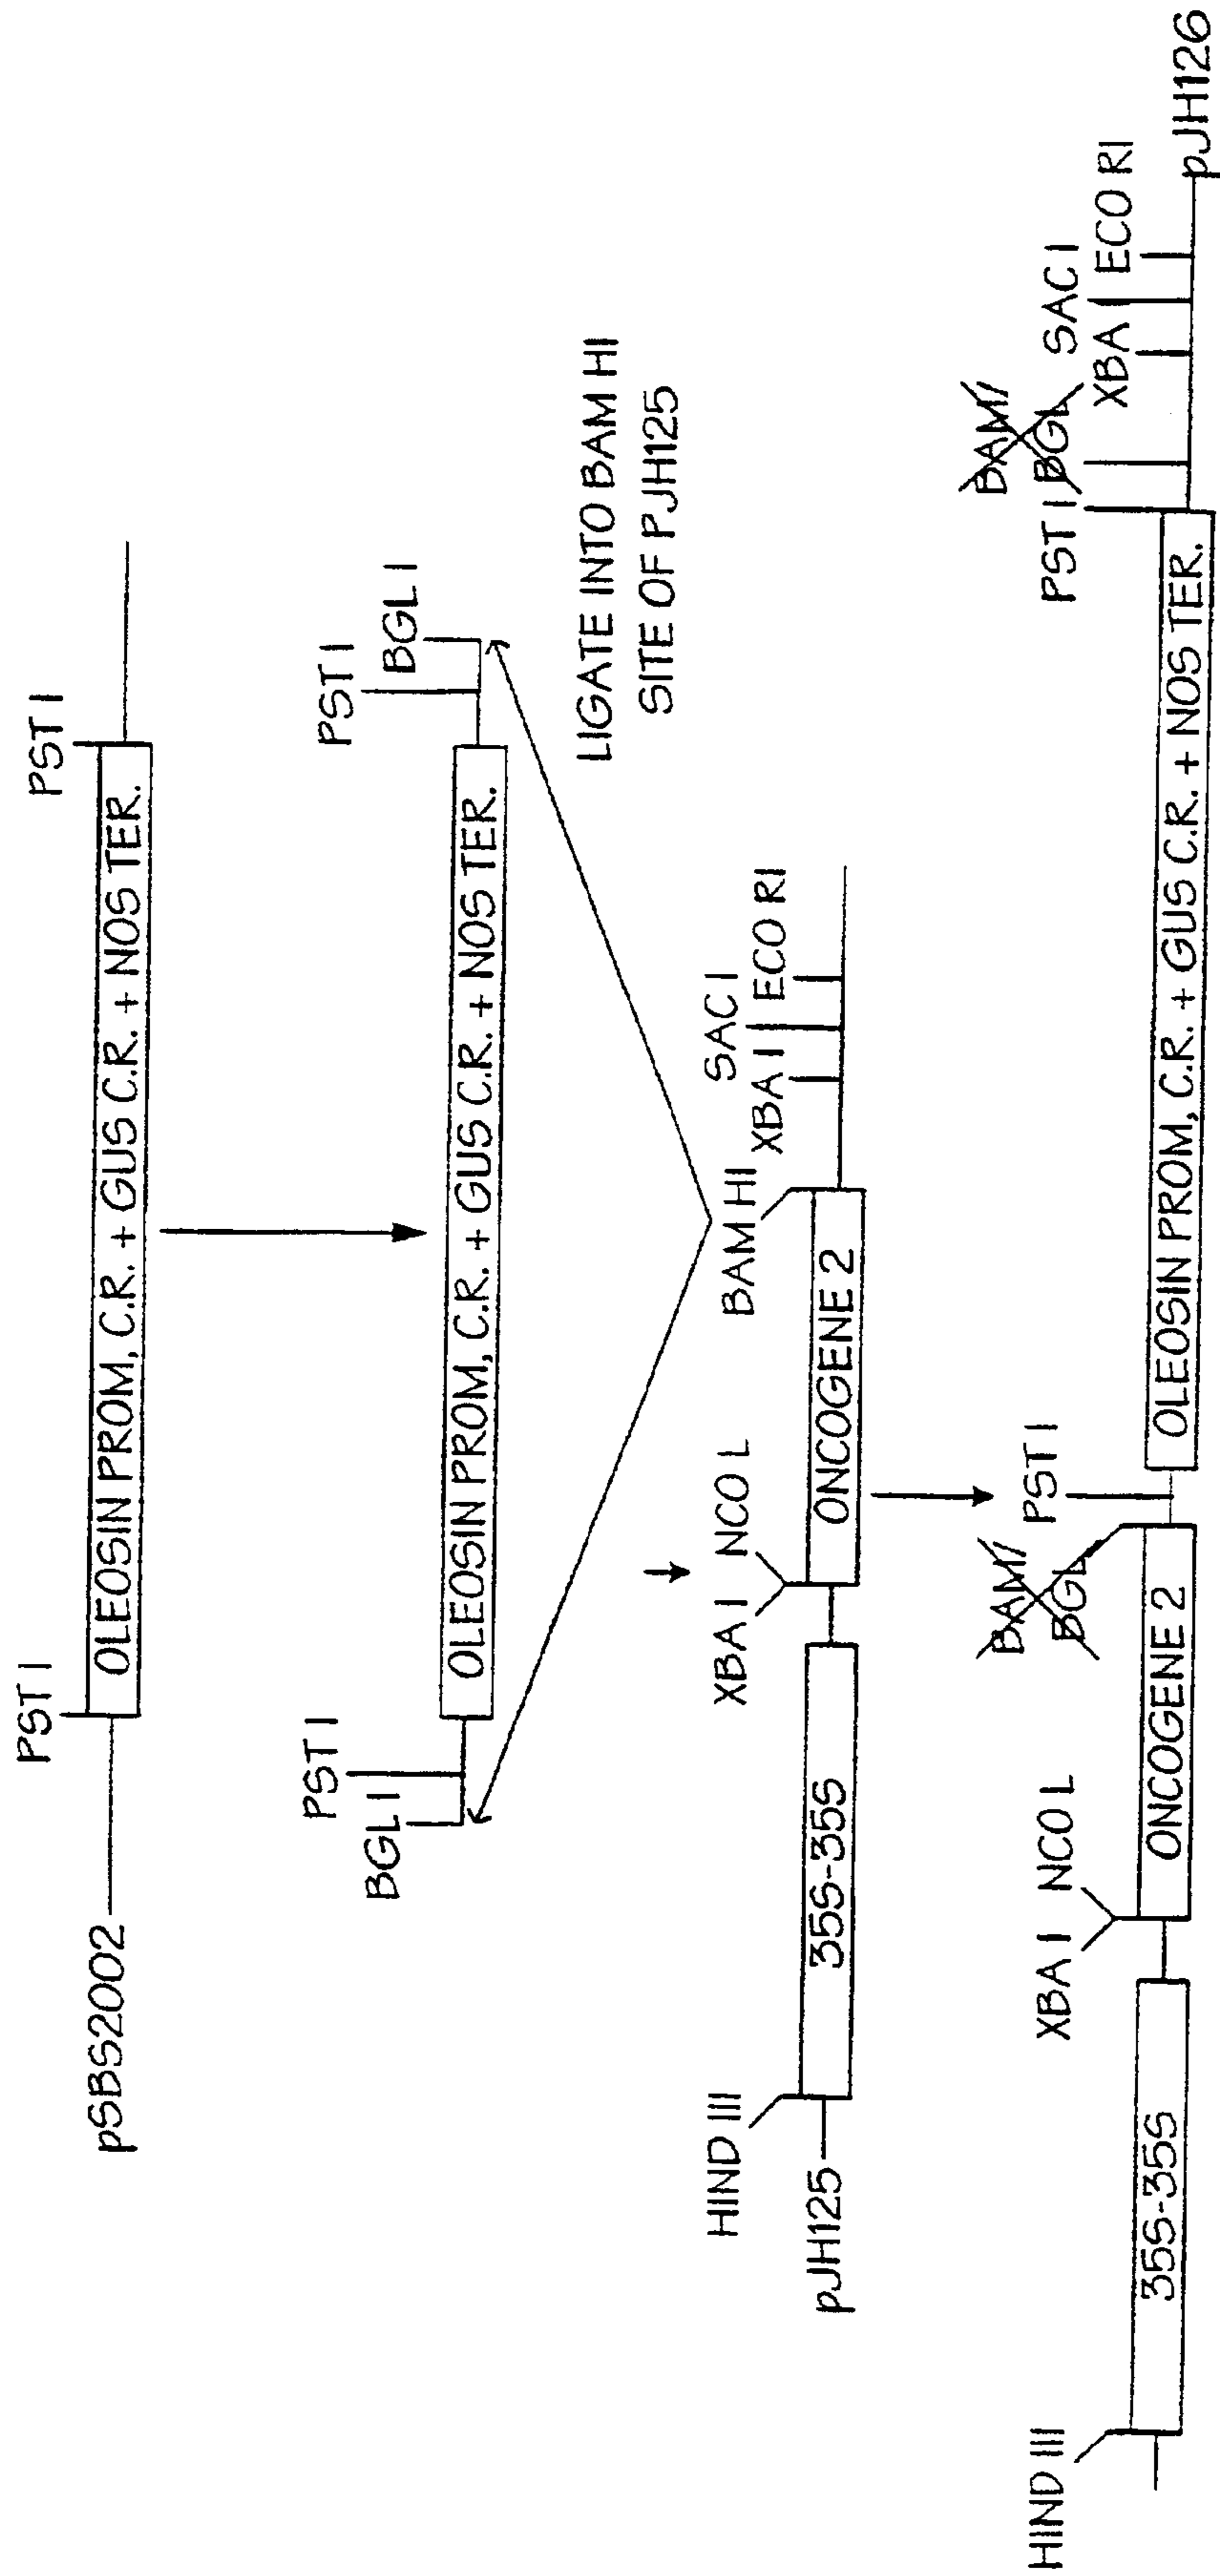 PST I
PST I
pSBS2002
OLEOSIN PROM, C.R. + GUS C.R. + NOS TER.
PST I
BGL I
PST I
BGL I
OLEOSIN PROM, C.R. + GUS C.R. + NOS TER.
LIGATE INTO BAM HI
SITE OF PJH125
HIND III
XBA I
NCO L
BAM HI
XBA I
SAC I
ECO RI
pJH125
35S-35S
ONCOGENE 2
HIND III
XBA I
NCO L
BAM/
BGL
PST I
PST I
BAM/
BGL
XBA I
SAC I
ECO RI
35S-35S
ONCOGENE 2
OLEOSIN PROM, C.R. + GUS C.R. + NOS TER.
pJH126